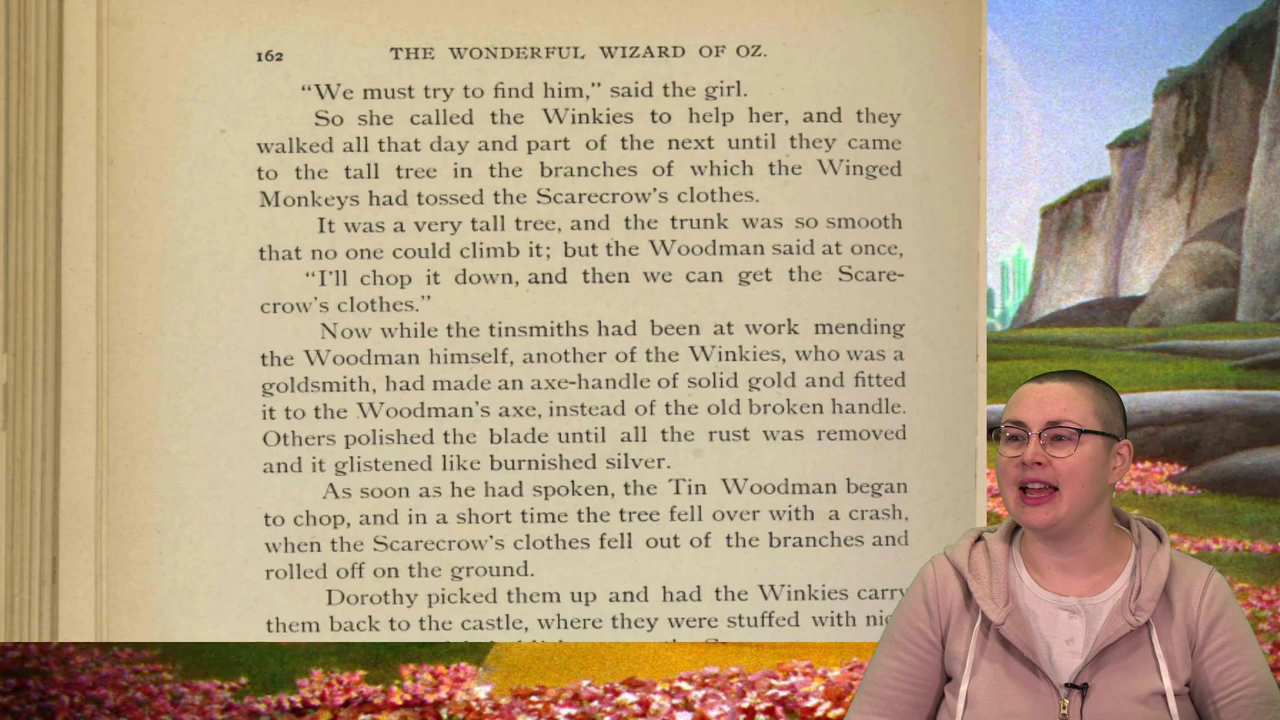 162 THE WONDERFUL WIZARD OF OZ.
“We must try to find him,” said the girl.
So she called the Winkies to help her, and they
walked all that day and part of the next until they came
to the tall tree in the branches of which the Winged
Monkeys had tossed the Scarecrow’s clothes.
It was a very tall tree, and the trunk was so smooth
that no one could climb it; but the Woodman said at once,
“I’ll chop it down, and then we can get the Scare-
crow’s clothes.”
Now while the tinsmiths had been at work mending
the Woodman himself, another of the Winkies, who was a
goldsmith, had made an axe-handle of solid gold and fitted
it to the Woodman’s axe, instead of the old broken handle.
Others polished the blade until all the rust was removed
and it glistened like burnished silver.
As soon as he had spoken, the Tin Woodman began
to chop, and in a short time the tree fell over with a crash,
when the Scarecrow’s clothes fell out of the branches and
rolled off on the ground.
Dorothy picked them up and had the Winkies carry
them back to the castle, where they were stuffed with